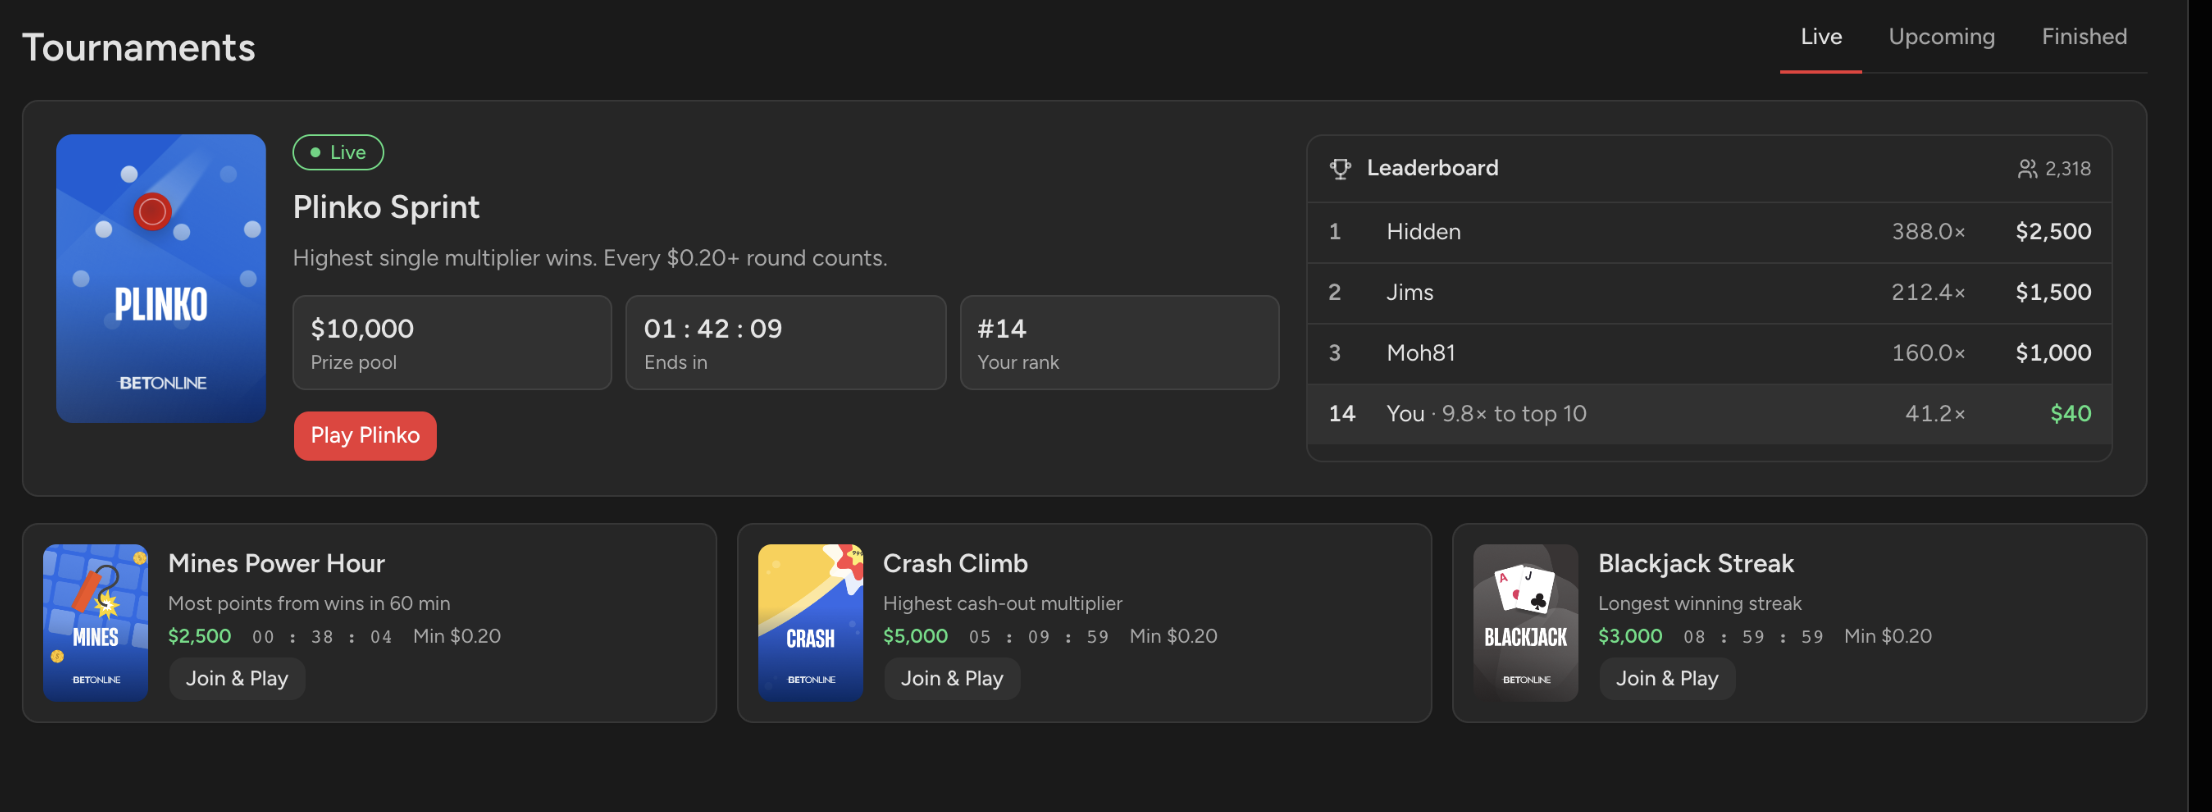 Tournaments
Live Upcoming Finished
PLINKO
BETONLINE
Live
Plinko Sprint
Highest single multiplier wins. Every $0.20+ round counts.
$10,000
Prize pool
01 : 42 : 09
Ends in
#14
Your rank
Play Plinko
Leaderboard 2,318
1 Hidden 388.0× $2,500
2 Jims 212.4× $1,500
3 Moh81 160.0× $1,000
14 You · 9.8× to top 10 41.2× $40
MINES
BETONLINE
Mines Power Hour
Most points from wins in 60 min
$2,500 00 : 38 : 04 Min $0.20
Join & Play
CRASH
BETONLINE
Crash Climb
Highest cash-out multiplier
$5,000 05 : 09 : 59 Min $0.20
Join & Play
A J
BLACKJACK
BETONLINE
Blackjack Streak
Longest winning streak
$3,000 08 : 59 : 59 Min $0.20
Join & Play